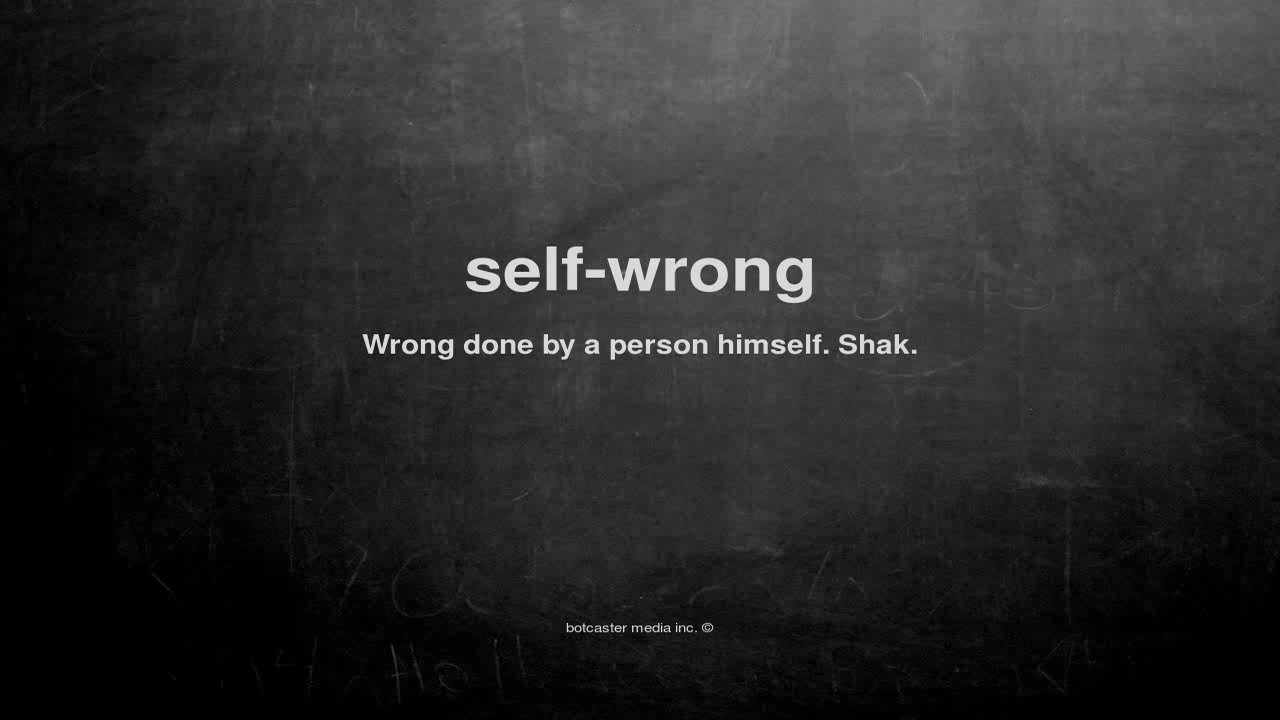 self-wrong
Wrong done by a person himself. Shak.
botcaster media inc. ©